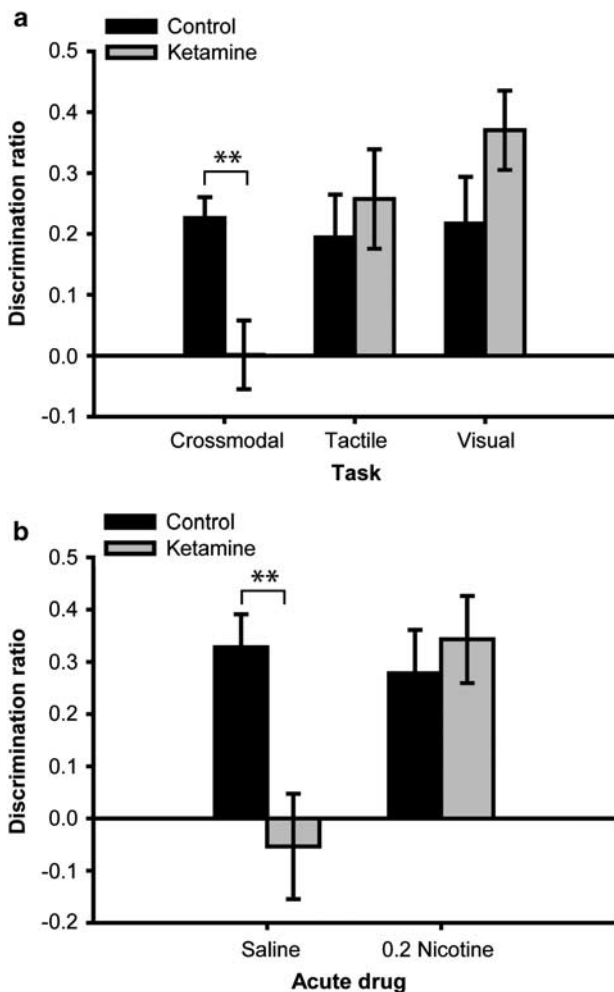 a
Control
Ketamine
0.5
0.4
**
0.3
0.2
0.1
0.0
-0.1
Discrimination ratio
Crossmodal Tactile Visual
Task
b
Control
Ketamine
0.5
**
0.4
0.3
0.2
0.1
0.0
-0.1
-0.2
Discrimination ratio
Saline 0.2 Nicotine
Acute drug